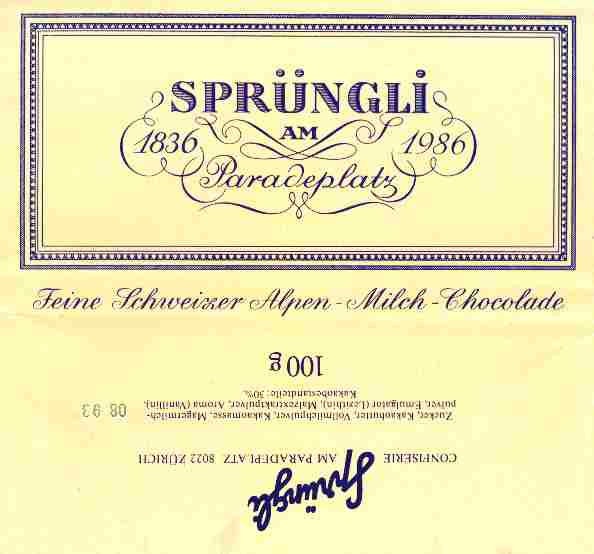 SPRÜNGLI
AM
1836 1986
Paradeplatz
Feine Schweizer Alpen-Milch-Chocolade
Sprüngli
CONFISERIE AM PARADEPLATZ 8022 ZÜRICH
Zucker, Kakaobutter, Vollmilchpulver, Kakaomasse, Magermilch-
pulver, Emulgator (Lezithin), Malzextraktpulver, Aroma (Vanillin).
Kakaobestandteile: 30%.
08 93
100 g